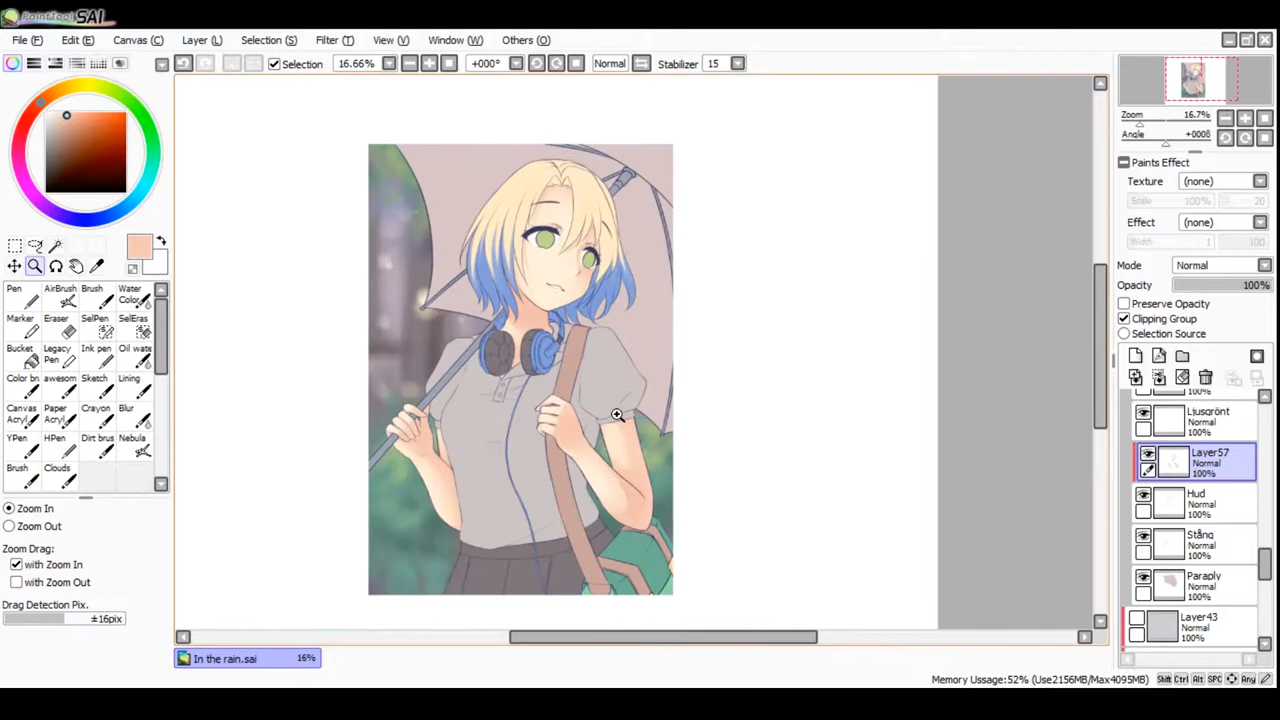 PaintTool SAI
File (F) Edit (E) Canvas (C) Layer (L) Selection (S) Filter (T) View (V) Window (W) Others (O)
Selection 16.66% +000° Normal Stabilizer 15
Zoom 16.7%
Angle
Paints Effect
Texture (none)
Scale 100% 20
Effect (none)
Width 1 100
Mode Normal
Opacity 100%
Preserve Opacity
Clipping Group
Selection Source
Ljusgrönt
Normal
100%
Layer57
Normal
100%
Hud
Normal
100%
Stång
Normal
100%
Paraply
Normal
100%
Layer43
Normal
100%
Pen AirBrush Brush Water Color
Marker Eraser SelPen SelEras
Bucket Legacy Pen Ink pen Oil wate
Color bn awesom Sketch Lining
Canvas Acryl Paper Acryl Crayon Blur
YPen HPen Dirt brus Nebula
Brush Clouds
Zoom In
Zoom Out
Zoom Drag:
with Zoom In
with Zoom Out
Drag Detection Pix.
±16pix
In the rain.sai 16%
Memory Ussage:52% (Use2156MB/Max4095MB) Shift Ctrl Alt SPC Any